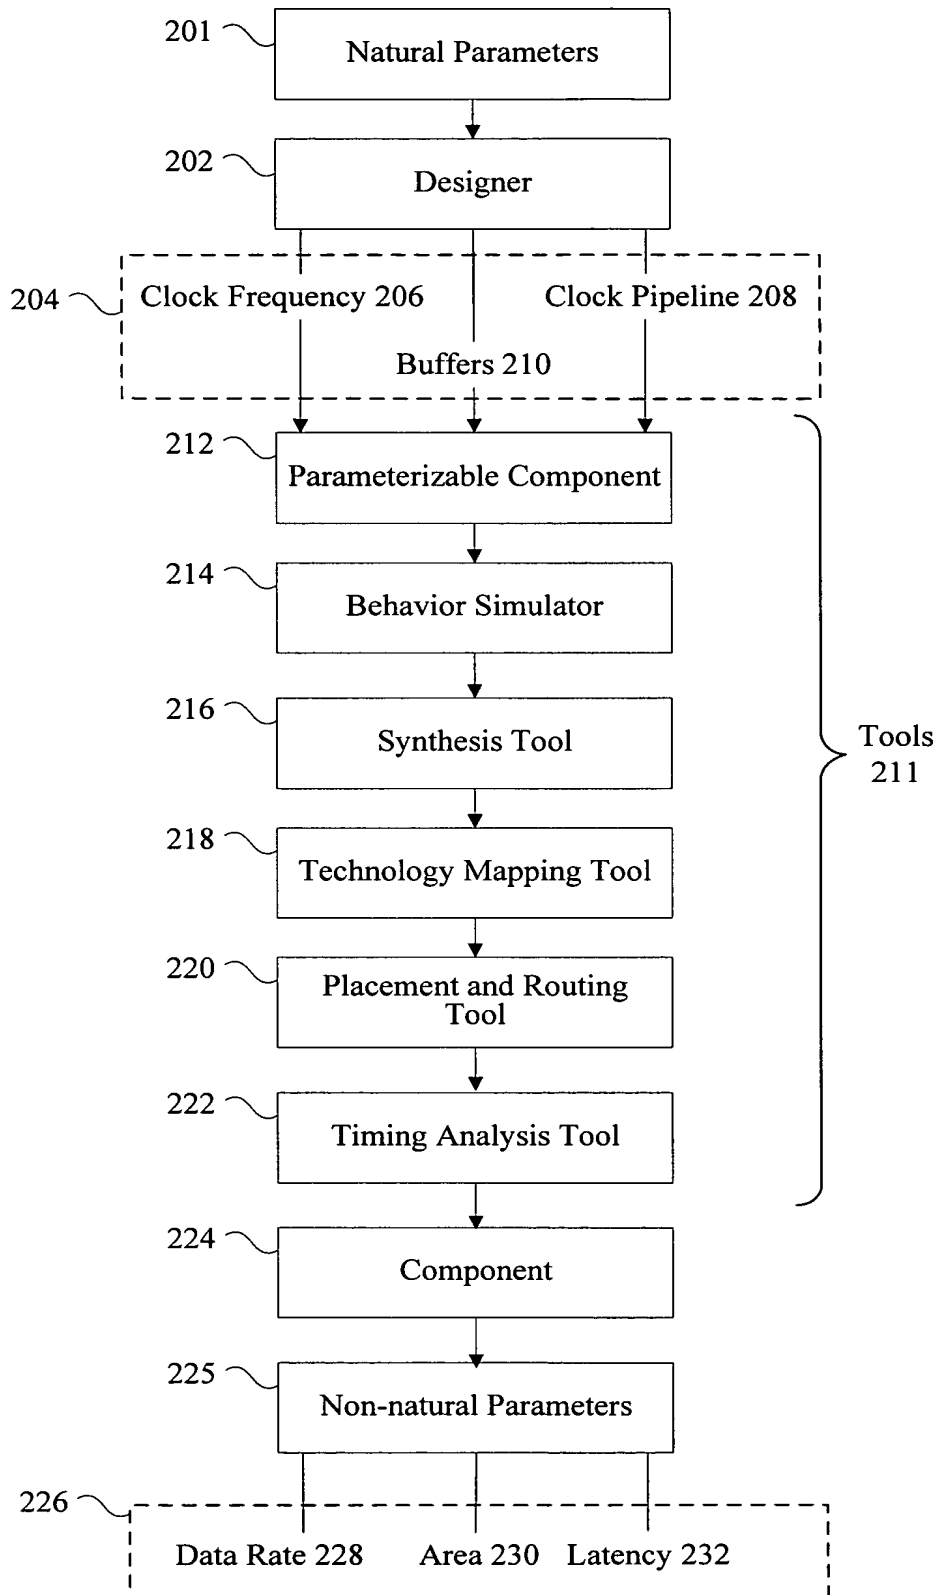 201
Natural Parameters
202
Designer
204
Clock Frequency 206
Clock Pipeline 208
Buffers 210
212
Parameterizable Component
214
Behavior Simulator
216
Synthesis Tool
Tools
211
218
Technology Mapping Tool
220
Placement and Routing
Tool
222
Timing Analysis Tool
224
Component
225
Non-natural Parameters
226
Data Rate 228
Area 230
Latency 232